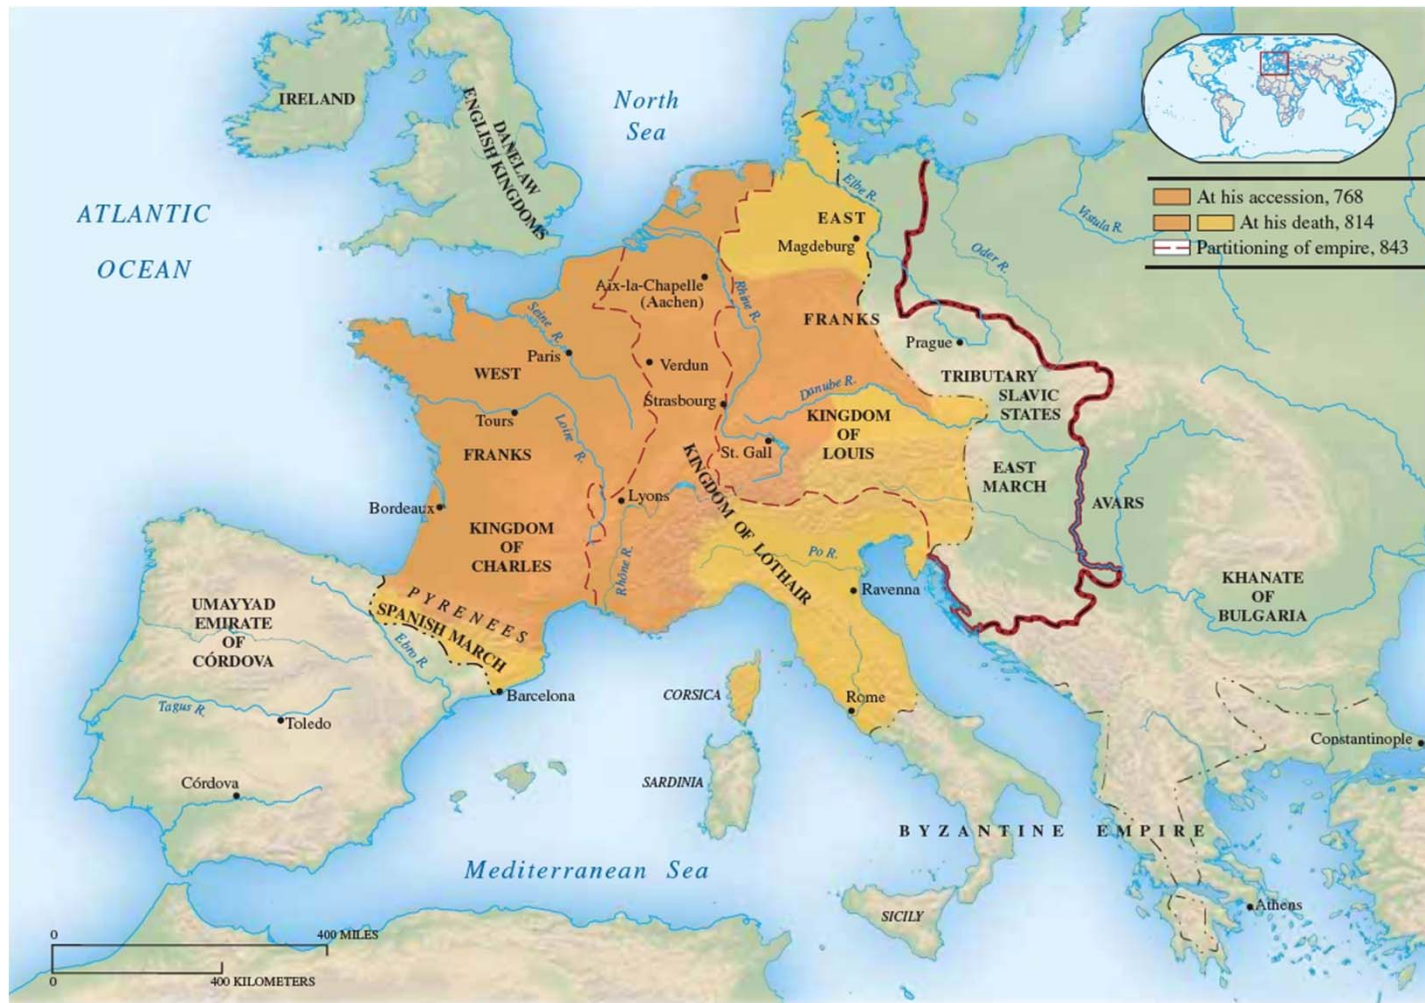 IRELAND
DANELAW
ENGLISH KINGDOMS
North
Sea
ATLANTIC
OCEAN
At his accession, 768
At his death, 814
Partitioning of empire, 843
Elbe R.
EAST
Magdeburg
Vistula R.
Oder R.
Aix-la-Chapelle
(Aachen)
Rhine R.
FRANKS
Seine R.
Paris
Verdun
Prague
WEST
TRIBUTARY
SLAVIC
STATES
Danube R.
Strasbourg
Tours
Loire R.
KINGDOM
OF
LOUIS
FRANKS
St. Gall
EAST
MARCH
Lyons
AVARS
Bordeaux
KINGDOM
OF
CHARLES
KINGDOM OF LOTHAIR
Po R.
Rhône R.
Ravenna
KHANATE
OF
BULGARIA
UMAYYAD
EMIRATE
OF
CÓRDOVA
PYRENEES
SPANISH MARCH
Ebro R.
Barcelona
CORSICA
Rome
Tagus R.
Toledo
Constantinople
Córdova
SARDINIA
BYZANTINE EMPIRE
Mediterranean Sea
SICILY
Athens
0
400 MILES
0
400 KILOMETERS